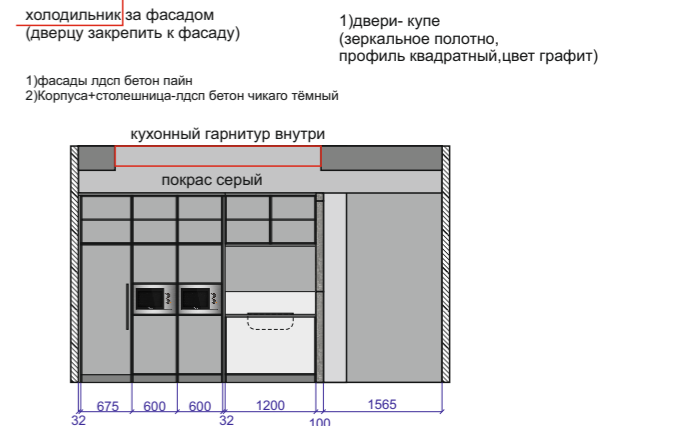 холодильник за фасадом
(дверцу закрепить к фасаду)
1)двери- купе
(зеркальное полотно,
профиль квадратный,цвет графит)
1)фасады лдсп бетон пайн
2)Корпуса+столешница-лдсп бетон чикаго тёмный
кухонный гарнитур внутри
покрас серый
675 600 600 1200 1565
32 32 100